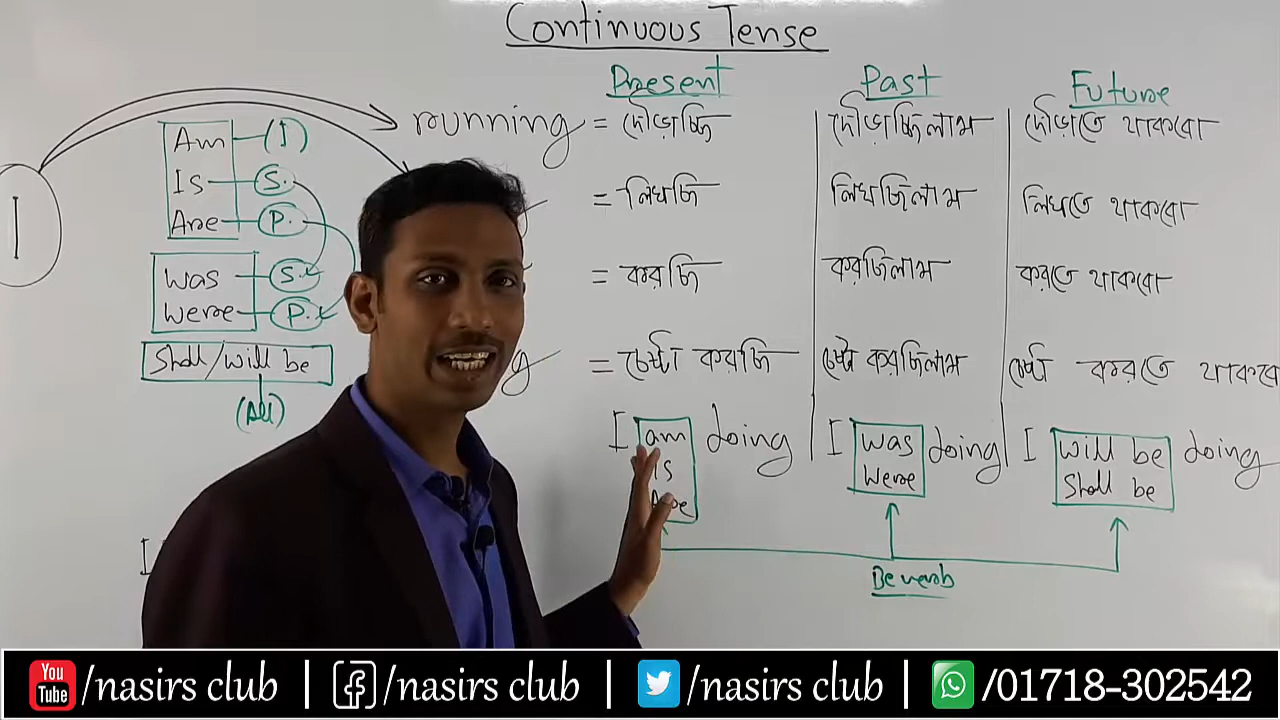 Continuous Tense
Present Past Future
running = দৌড়াচ্ছি দৌড়াচ্ছিলাম দৌড়াতে থাকবো
= লিখছি লিখছিলাম লিখতে থাকবো
= করছি করছিলাম করতে থাকবো
= চেষ্টা করছি চেষ্টা করছিলাম চেষ্টা করতে থাকবো
I
Am (I)
Is S.
Are P.
Was S.
Were P.
Shall/will be
(All)
I am doing I was doing I will be doing
is were shall be
Are
Be verb
I
You Tube /nasirs club | f /nasirs club | /nasirs club | /01718-302542